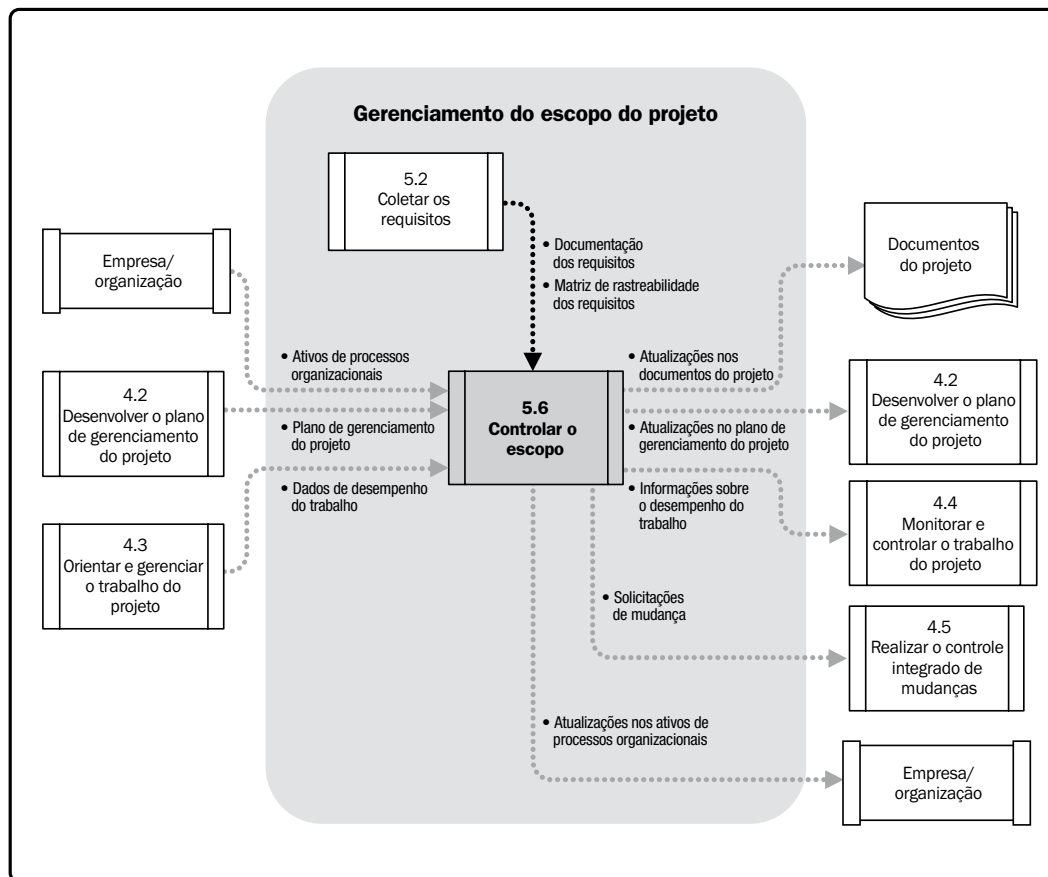 Gerenciamento do escopo do projeto
5.2
Coletar os
requisitos
• Documentação
dos requisitos
• Matriz de rastreabilidade
dos requisitos
Empresa/
organização
4.2
Desenvolver o plano
de gerenciamento
do projeto
4.3
Orientar e gerenciar
o trabalho do
projeto
• Ativos de processos
organizacionais
• Plano de gerenciamento
do projeto
• Dados de desempenho
do trabalho
5.6
Controlar o
escopo
• Atualizações nos
documentos do projeto
• Atualizações no plano de
gerenciamento do projeto
• Informações sobre
o desempenho do
trabalho
• Solicitações
de mudança
• Atualizações nos ativos de
processos organizacionais
Documentos
do projeto
4.2
Desenvolver o plano
de gerenciamento
do projeto
4.4
Monitorar e
controlar o trabalho
do projeto
4.5
Realizar o controle
integrado de
mudanças
Empresa/
organização